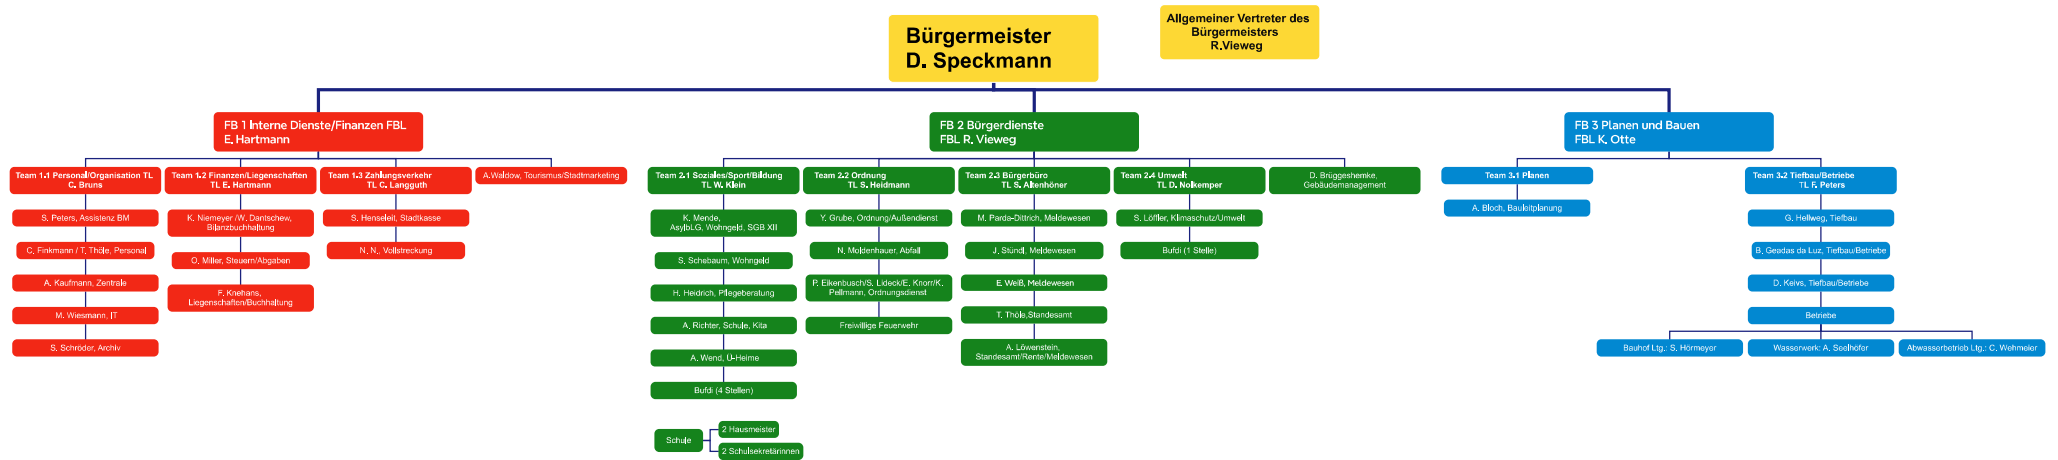 Bürgermeister
D. Speckmann
Allgemeiner Vertreter des
Bürgermeisters
R.Vieweg
FB 1 Interne Dienste/Finanzen FBL
E. Hartmann
Team 1.1 Personal/Organisation TL
C. Bruns
S. Peters, Assistenz BM
C. Finkmann / T. Thöle, Personal
A. Kaufmann, Zentrale
M. Wiesmann, IT
S. Schröder, Archiv
Team 1.2 Finanzen/Liegenschaften
TL E. Hartmann
K. Niemeyer /W. Dantschew,
Bilanzbuchhaltung
O. Miller, Steuern/Abgaben
F. Knehans,
Liegenschaften/Buchhaltung
Team 1.3 Zahlungsverkehr
TL C. Langguth
S. Henseleit, Stadtkasse
N. N., Vollstreckung
A.Waldow, Tourismus/Stadtmarketing
FB 2 Bürgerdienste
FBL R. Vieweg
Team 2.1 Soziales/Sport/Bildung
TL W. Klein
K. Mende,
AsylbLG, Wohngeld, SGB XII
S. Schebaum, Wohngeld
H. Heidrich, Pflegeberatung
A. Richter, Schule, Kita
A. Wend, Ü-Heime
Bufdi (4 Stellen)
Schule
2 Hausmeister
2 Schulsekretärinnen
Team 2.2 Ordnung
TL S. Heidmann
Y. Grube, Ordnung/Außendienst
N. Moldenhauer, Abfall
P. Eikenbusch/S. Lideck/E. Knorr/K.
Pellmann, Ordnungsdienst
Freiwillige Feuerwehr
Team 2.3 Bürgerbüro
TL S. Altenhöner
M. Parda-Dittrich, Meldewesen
J. Stündl, Meldewesen
E. Weiß, Meldewesen
T. Thöle,Standesamt
A. Löwenstein,
Standesamt/Rente/Meldewesen
Team 2.4 Umwelt
TL D. Nolkemper
S. Löffler, Klimaschutz/Umwelt
Bufdi (1 Stelle)
D. Brüggeshemke,
Gebäudemanagement
FB 3 Planen und Bauen
FBL K. Otte
Team 3.1 Planen
A. Bloch, Bauleitplanung
Team 3.2 Tiefbau/Betriebe
TL F. Peters
G. Hellweg, Tiefbau
B. Geadas da Luz, Tiefbau/Betriebe
D. Keivs, Tiefbau/Betriebe
Betriebe
Bauhof Ltg.: S. Hörmeyer
Wasserwerk: A. Seelhöfer
Abwasserbetrieb Ltg.: C. Wehmeier